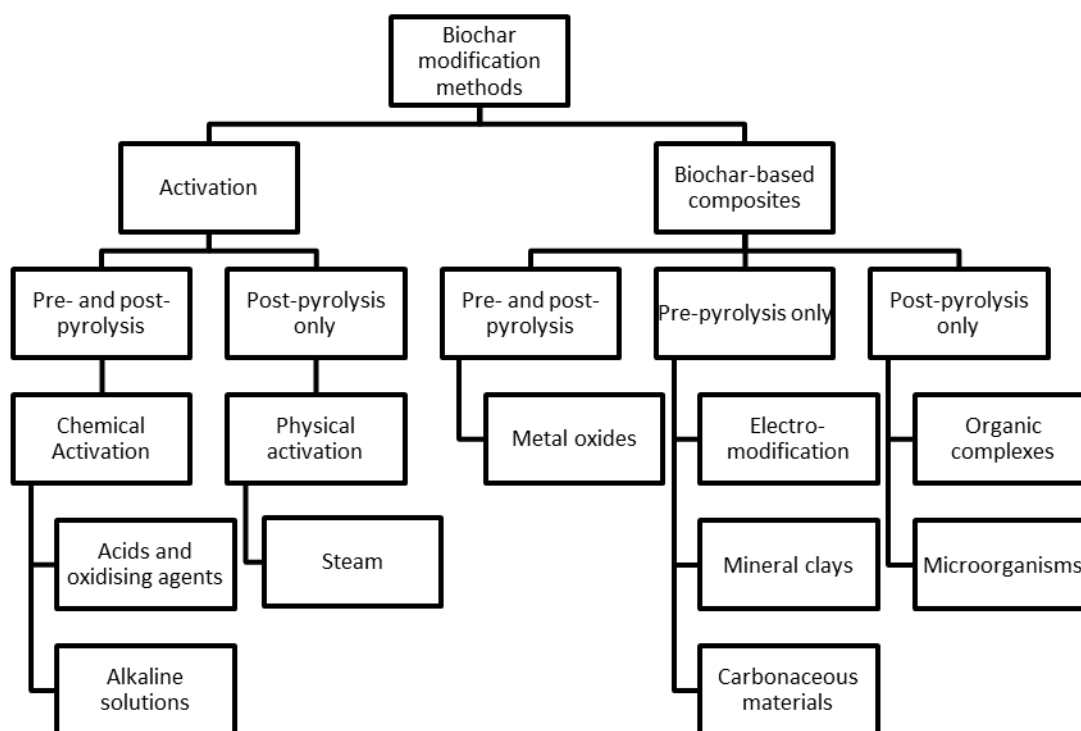 Biochar
modification
methods
Activation
Biochar-based
composites
Pre- and post-
pyrolysis
Post-pyrolysis
only
Pre- and post-
pyrolysis
Pre-pyrolysis only
Post-pyrolysis
only
Chemical
Activation
Physical
activation
Metal oxides
Electro-
modification
Organic
complexes
Acids and
oxidising agents
Steam
Mineral clays
Microorganisms
Alkaline
solutions
Carbonaceous
materials